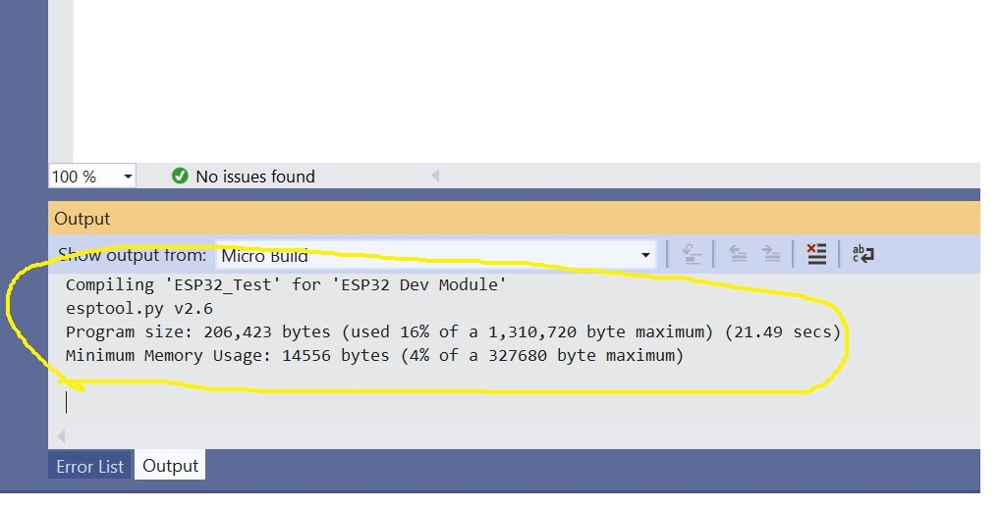 100 %
No issues found
Output
Show output from: Micro Build
Compiling 'ESP32_Test' for 'ESP32 Dev Module'
esptool.py v2.6
Program size: 206,423 bytes (used 16% of a 1,310,720 byte maximum) (21.49 secs)
Minimum Memory Usage: 14556 bytes (4% of a 327680 byte maximum)
Error List Output